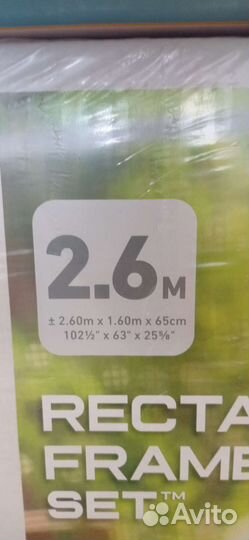 2.6M
± 2.60m x 1.60m x 65cm
102½" x 63" x 25⅝"
RECTA
FRAME
SET™
Avito